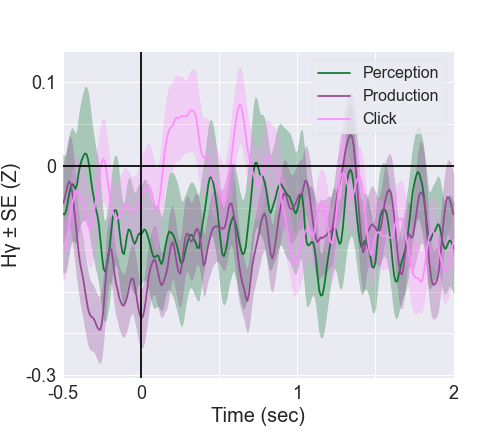 Perception
Production
Click
0.1
0
-0.3
Hγ ± SE (Z)
-0.5
0
1
2
Time (sec)